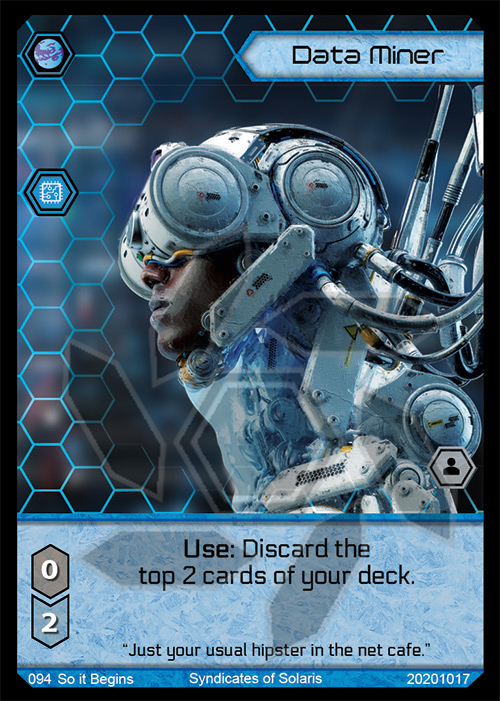 Data Miner
Use: Discard the
top 2 cards of your deck.
0
2
“Just your usual hipster in the net cafe.”
094 So it Begins
Syndicates of Solaris
20201017